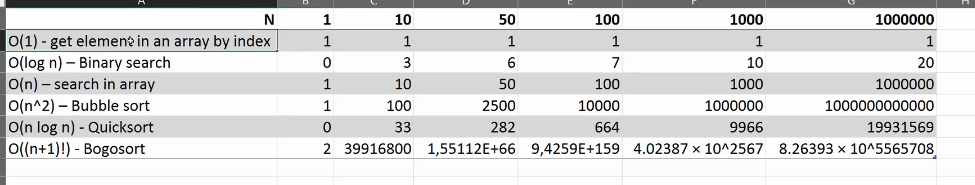 A B C D E F G H
N 1 10 50 100 1000 1000000
O(1) - get element in an array by index 1 1 1 1 1 1
O(log n) – Binary search 0 3 6 7 10 20
O(n) – search in array 1 10 50 100 1000 1000000
O(n^2) – Bubble sort 1 100 2500 10000 1000000 1000000000000
O(n log n) - Quicksort 0 33 282 664 9966 19931569
O((n+1)!) - Bogosort 2 39916800 1,55112E+66 9,4259E+159 4.02387 × 10^2567 8.26393 × 10^5565708